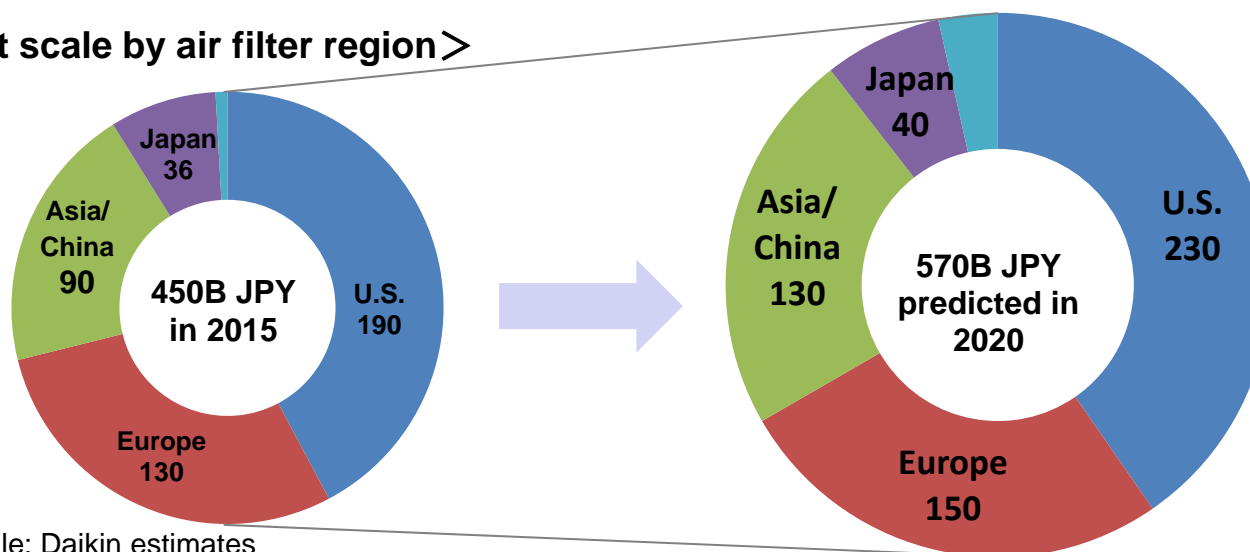 t scale by air filter region＞
Japan
36
Asia/
China
90
450B JPY
in 2015
U.S.
190
Europe
130
Japan
40
Asia/
China
130
570B JPY
predicted in
2020
U.S.
230
Europe
150
le: Daikin estimates